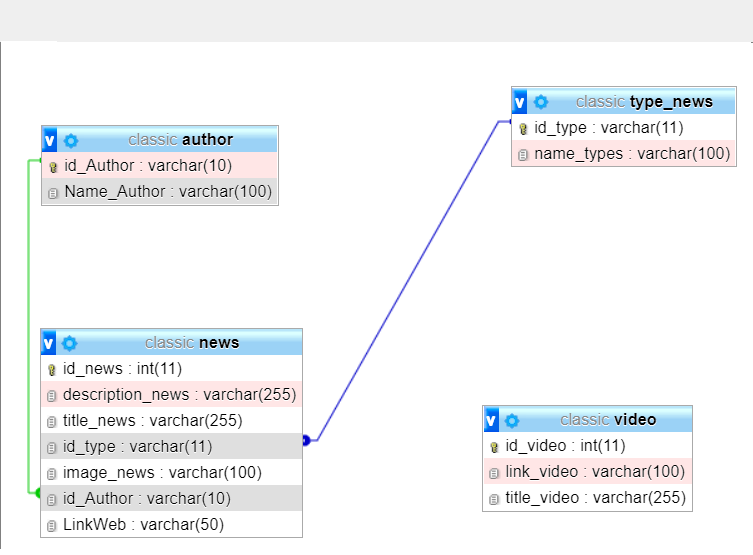 v classic author
id_Author : varchar(10)
Name_Author : varchar(100)
v classic type_news
id_type : varchar(11)
name_types : varchar(100)
v classic news
id_news : int(11)
description_news : varchar(255)
title_news : varchar(255)
id_type : varchar(11)
image_news : varchar(100)
id_Author : varchar(10)
LinkWeb : varchar(50)
v classic video
id_video : int(11)
link_video : varchar(100)
title_video : varchar(255)